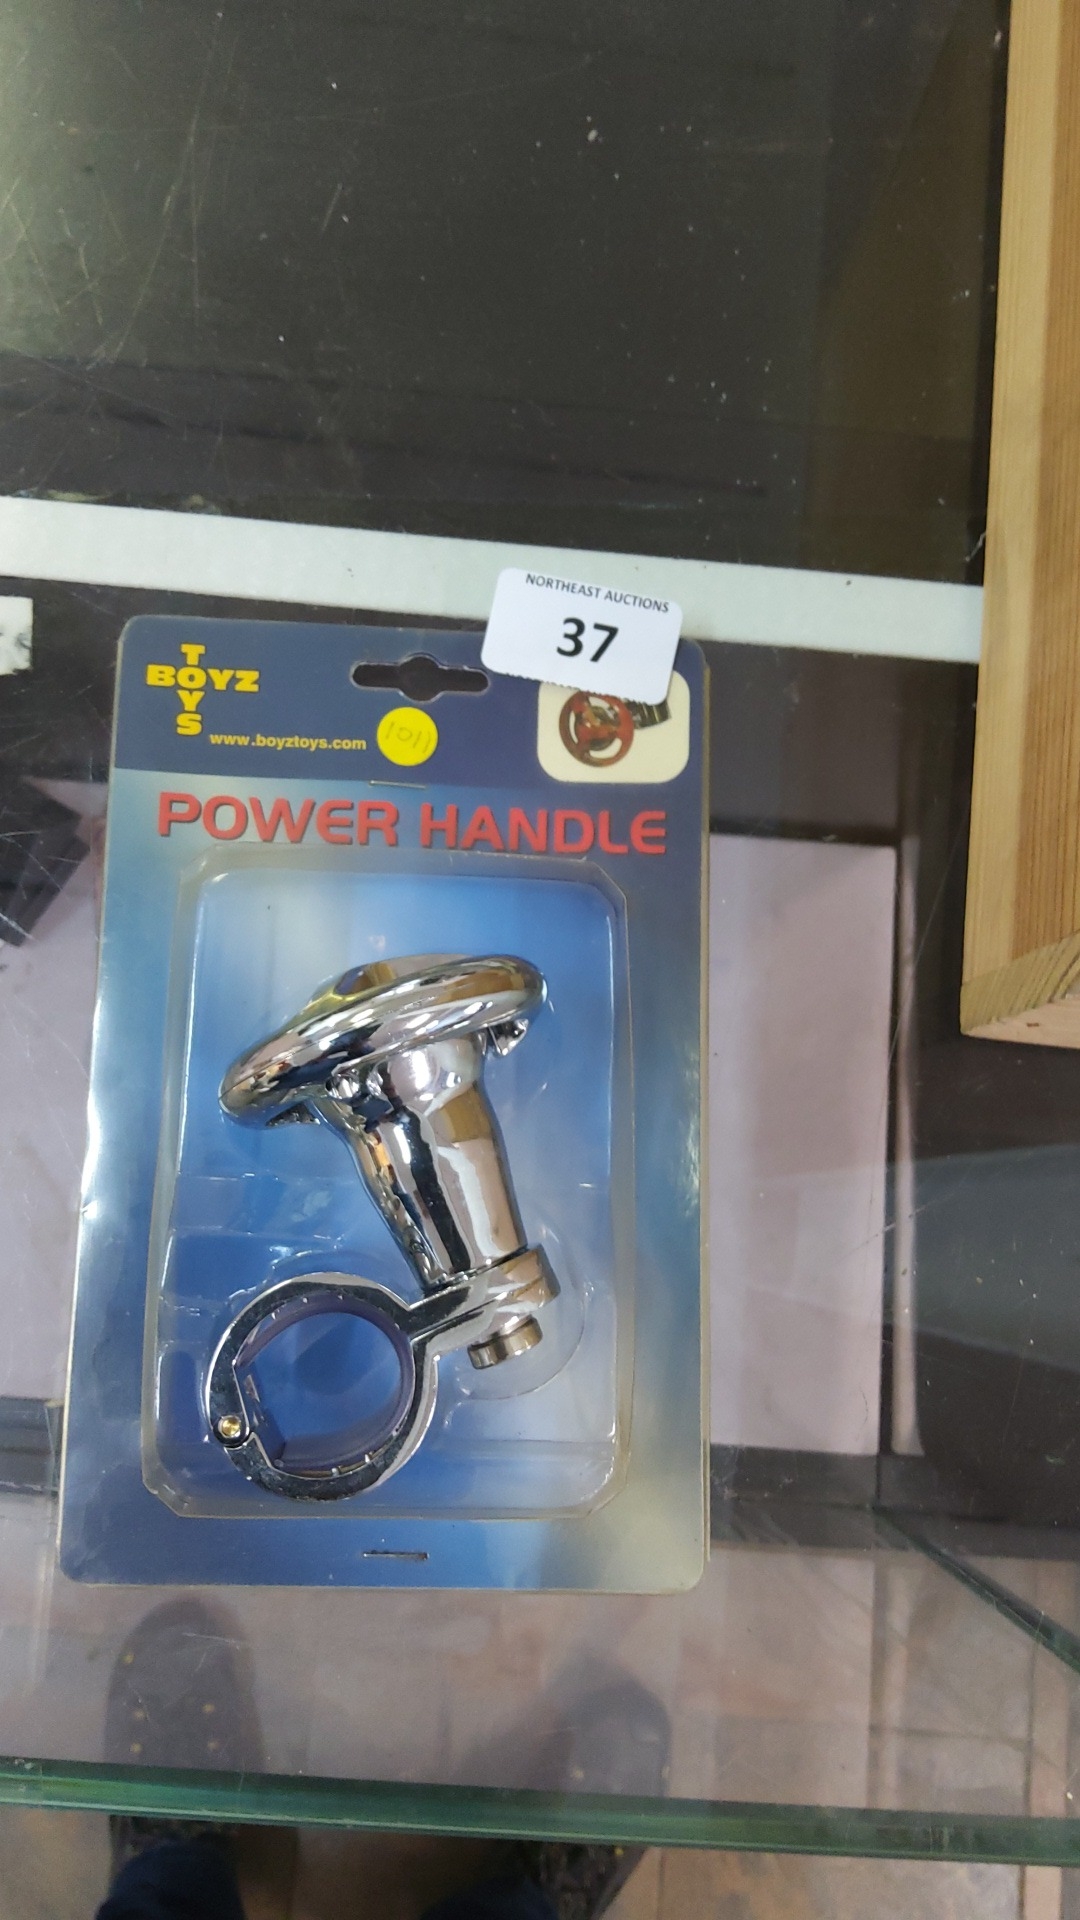 NORTHEAST AUCTIONS
37
BOYZ
TOYS
www.boyztoys.com
1011
POWER HANDLE